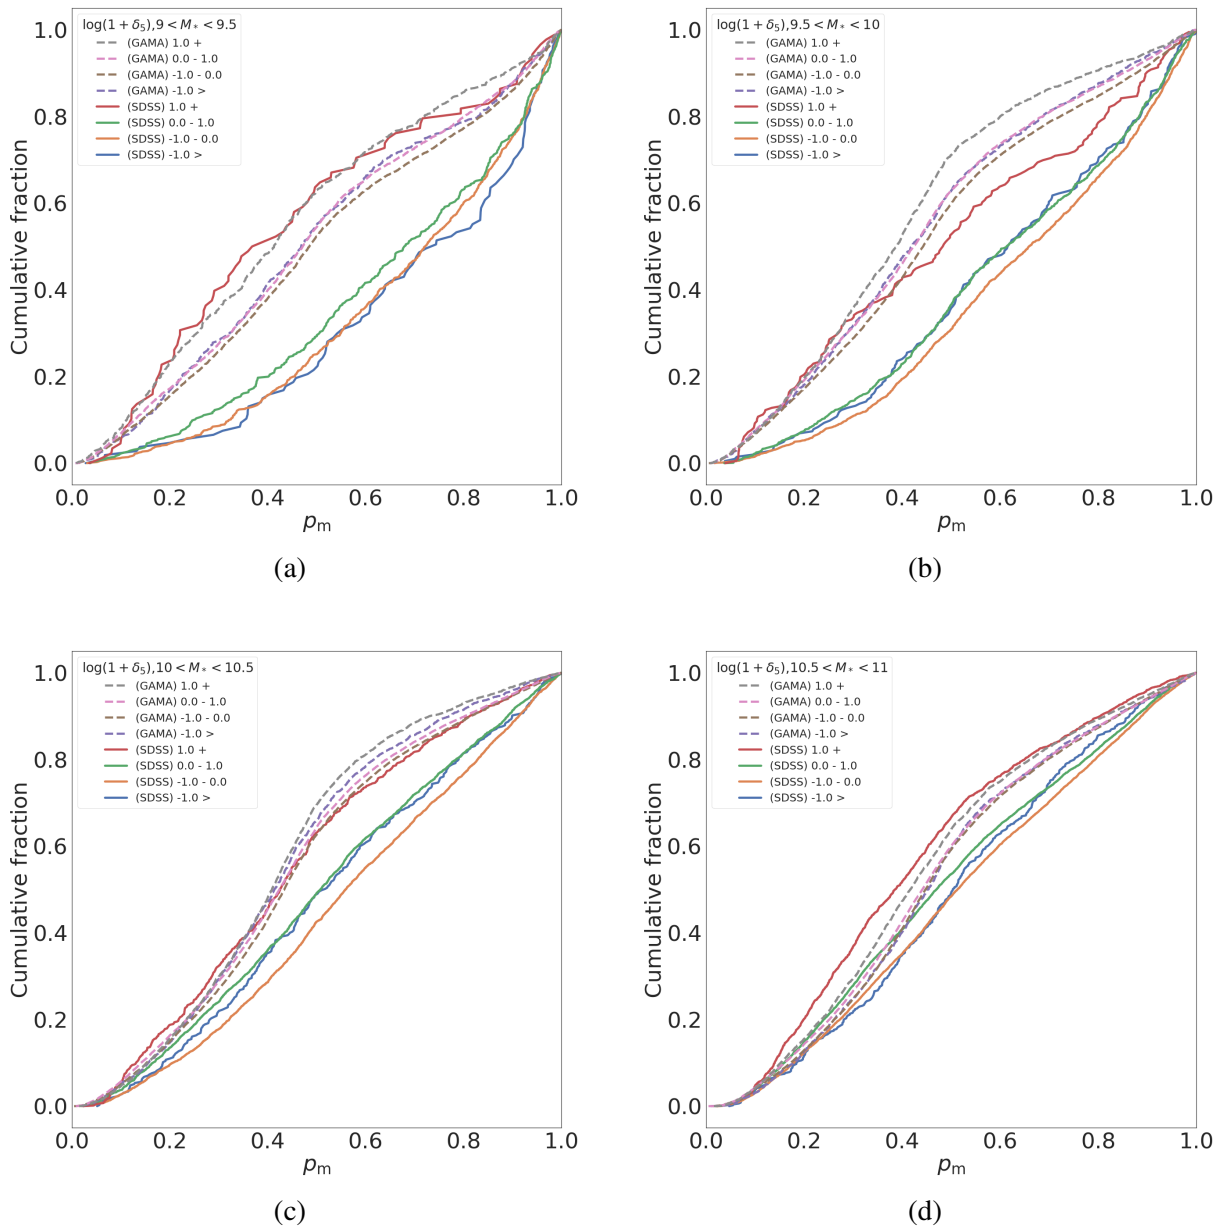 log(1 + δ₅), 9 < M* < 9.5
(GAMA) 1.0 +
(GAMA) 0.0 - 1.0
(GAMA) -1.0 - 0.0
(GAMA) -1.0 >
(SDSS) 1.0 +
(SDSS) 0.0 - 1.0
(SDSS) -1.0 - 0.0
(SDSS) -1.0 >
Cumulative fraction
1.0
0.8
0.6
0.4
0.2
0.0
0.0 0.2 0.4 0.6 0.8 1.0
pₘ
(a)
log(1 + δ₅), 9.5 < M* < 10
(GAMA) 1.0 +
(GAMA) 0.0 - 1.0
(GAMA) -1.0 - 0.0
(GAMA) -1.0 >
(SDSS) 1.0 +
(SDSS) 0.0 - 1.0
(SDSS) -1.0 - 0.0
(SDSS) -1.0 >
Cumulative fraction
1.0
0.8
0.6
0.4
0.2
0.0
0.0 0.2 0.4 0.6 0.8 1.0
pₘ
(b)
log(1 + δ₅), 10 < M* < 10.5
(GAMA) 1.0 +
(GAMA) 0.0 - 1.0
(GAMA) -1.0 - 0.0
(GAMA) -1.0 >
(SDSS) 1.0 +
(SDSS) 0.0 - 1.0
(SDSS) -1.0 - 0.0
(SDSS) -1.0 >
Cumulative fraction
1.0
0.8
0.6
0.4
0.2
0.0
0.0 0.2 0.4 0.6 0.8 1.0
pₘ
(c)
log(1 + δ₅), 10.5 < M* < 11
(GAMA) 1.0 +
(GAMA) 0.0 - 1.0
(GAMA) -1.0 - 0.0
(GAMA) -1.0 >
(SDSS) 1.0 +
(SDSS) 0.0 - 1.0
(SDSS) -1.0 - 0.0
(SDSS) -1.0 >
Cumulative fraction
1.0
0.8
0.6
0.4
0.2
0.0
0.0 0.2 0.4 0.6 0.8 1.0
pₘ
(d)